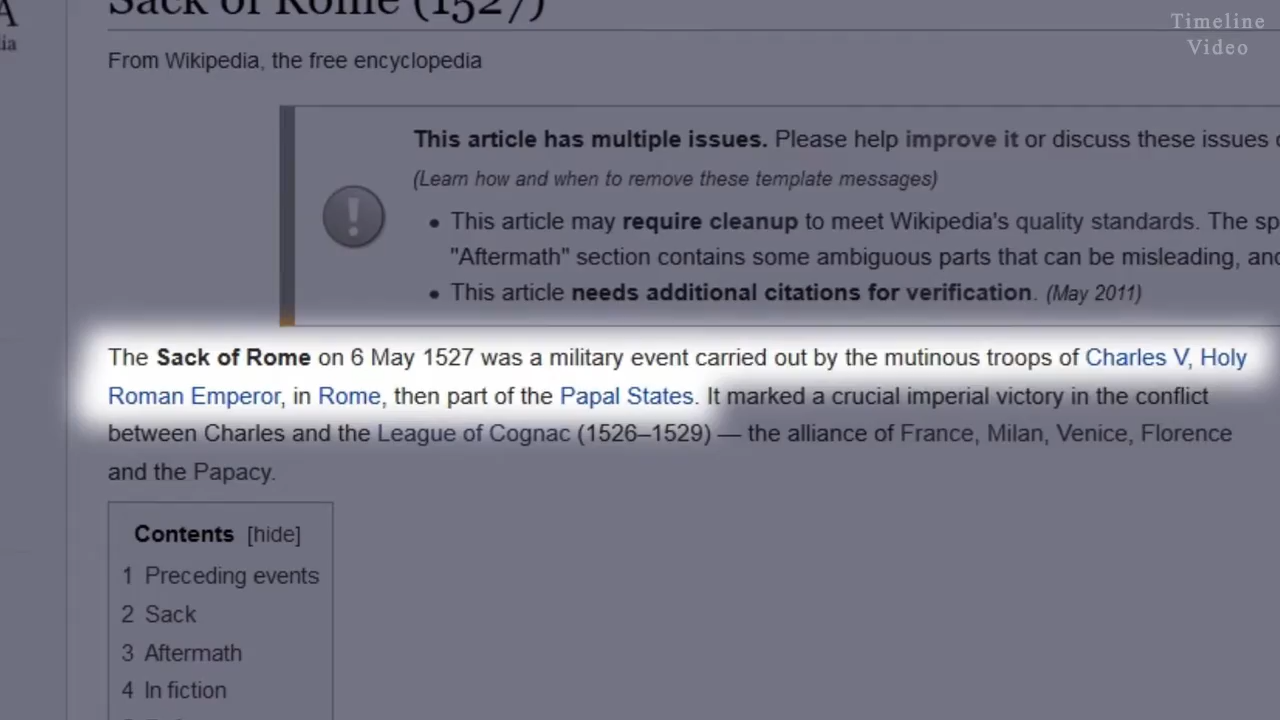 Sack of Rome (1527)
A
ia
Timeline
Video
From Wikipedia, the free encyclopedia
This article has multiple issues. Please help improve it or discuss these issues
(Learn how and when to remove these template messages)
• This article may require cleanup to meet Wikipedia's quality standards. The sp
"Aftermath" section contains some ambiguous parts that can be misleading, and
• This article needs additional citations for verification. (May 2011)
The Sack of Rome on 6 May 1527 was a military event carried out by the mutinous troops of Charles V, Holy
Roman Emperor, in Rome, then part of the Papal States. It marked a crucial imperial victory in the conflict
between Charles and the League of Cognac (1526–1529) — the alliance of France, Milan, Venice, Florence
and the Papacy.
Contents [hide]
1 Preceding events
2 Sack
3 Aftermath
4 In fiction